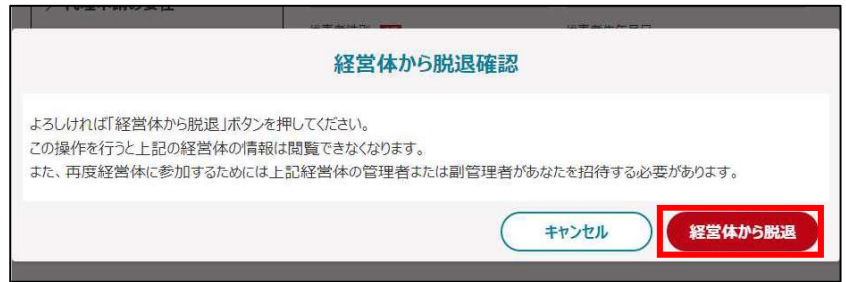 経営体から脱退確認
よろしければ「経営体から脱退」ボタンを押してください。
この操作を行うと上記の経営体の情報は閲覧できなくなります。
また、再度経営体に参加するためには上記経営体の管理者または副管理者があなたを招待する必要があります。
キャンセル
経営体から脱退